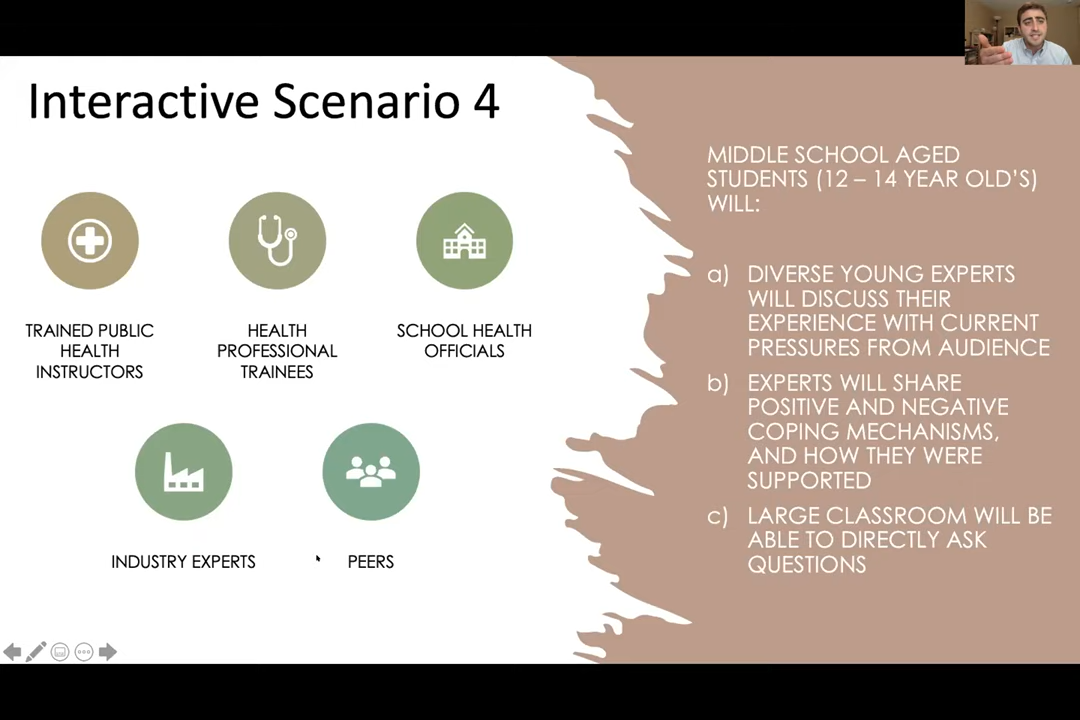 Interactive Scenario 4
TRAINED PUBLIC
HEALTH
INSTRUCTORS
HEALTH
PROFESSIONAL
TRAINEES
SCHOOL HEALTH
OFFICIALS
INDUSTRY EXPERTS
PEERS
MIDDLE SCHOOL AGED
STUDENTS (12 – 14 YEAR OLD'S)
WILL:
a) DIVERSE YOUNG EXPERTS
WILL DISCUSS THEIR
EXPERIENCE WITH CURRENT
PRESSURES FROM AUDIENCE
b) EXPERTS WILL SHARE
POSITIVE AND NEGATIVE
COPING MECHANISMS,
AND HOW THEY WERE
SUPPORTED
c) LARGE CLASSROOM WILL BE
ABLE TO DIRECTLY ASK
QUESTIONS